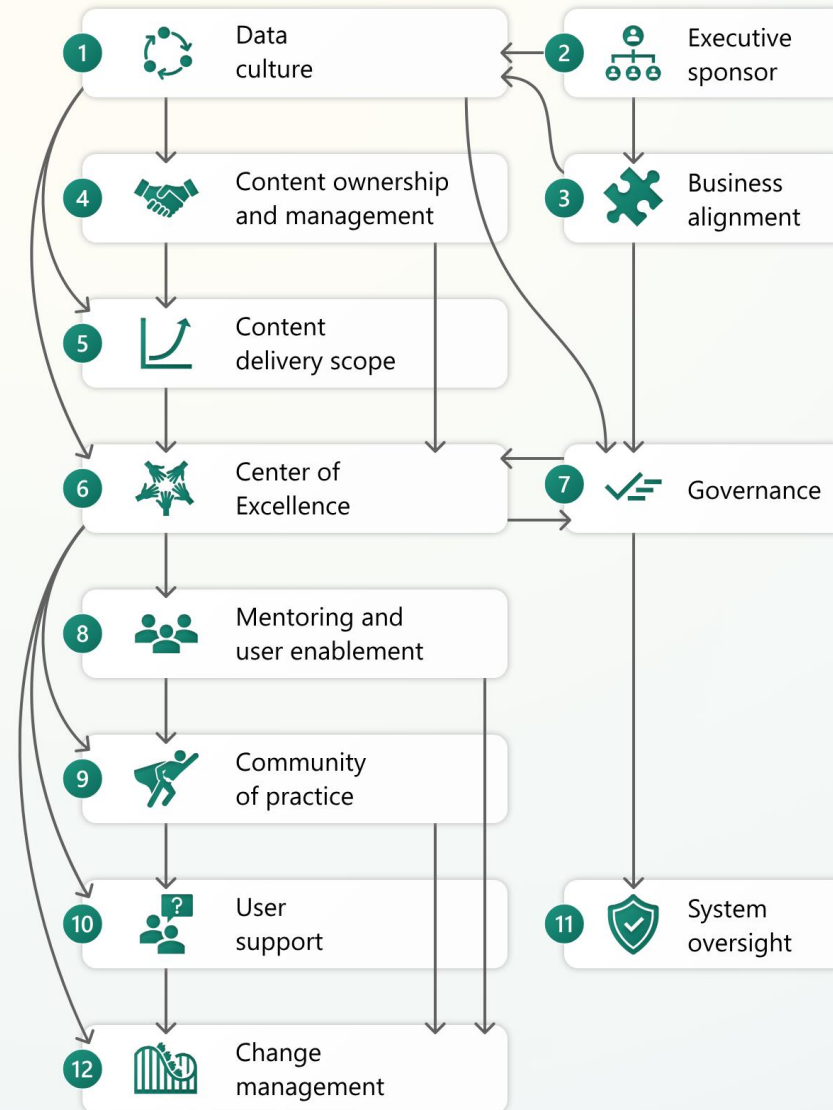 1
Data
culture
2
Executive
sponsor
4
Content ownership
and management
3
Business
alignment
5
Content
delivery scope
6
Center of
Excellence
7
Governance
8
Mentoring and
user enablement
9
Community
of practice
10
?
User
support
11
System
oversight
12
Change
management